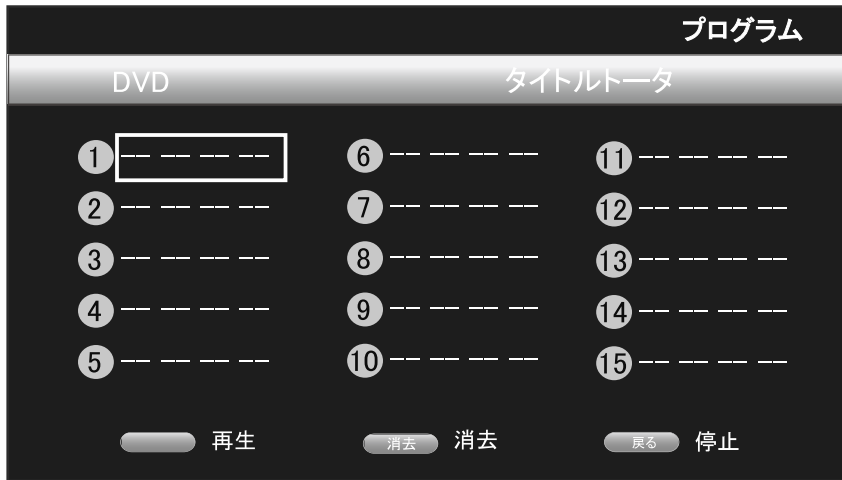 プログラム
DVD タイトルトータ
1 –– –– –– –– 6 –– –– –– –– 11 –– –– –– ––
2 –– –– –– –– 7 –– –– –– –– 12 –– –– –– ––
3 –– –– –– –– 8 –– –– –– –– 13 –– –– –– ––
4 –– –– –– –– 9 –– –– –– –– 14 –– –– –– ––
5 –– –– –– –– 10 –– –– –– –– 15 –– –– –– ––
再生 消去 消去 戻る 停止